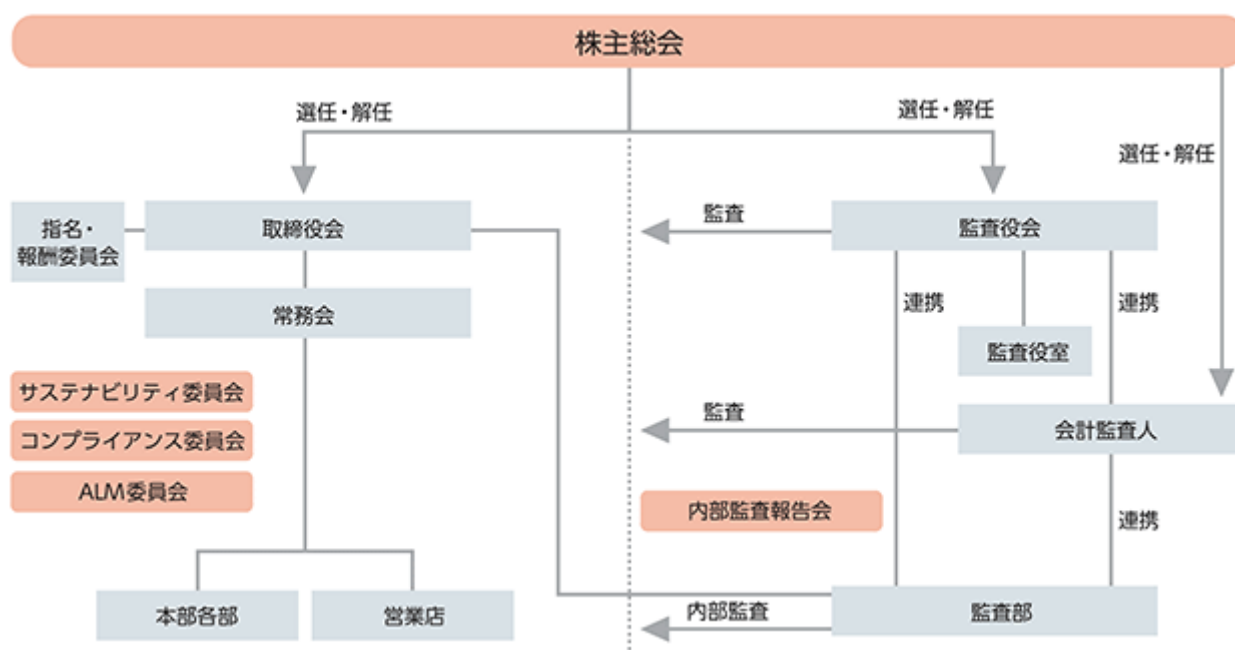 株主総会
選任・解任
選任・解任
選任・解任
指名・
報酬委員会
取締役会
監査
監査役会
常務会
連携
連携
監査役室
サステナビリティ委員会
コンプライアンス委員会
ALM委員会
監査
会計監査人
内部監査報告会
連携
本部各部
営業店
内部監査
監査部